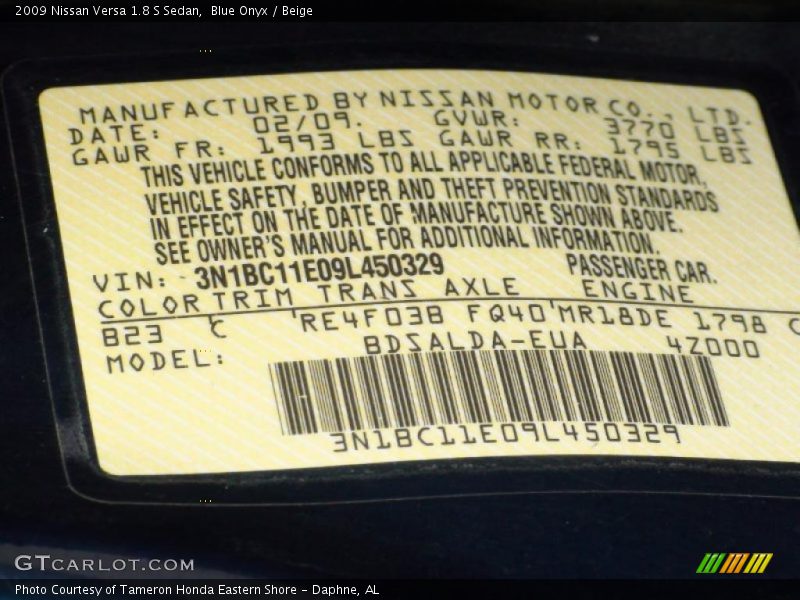 2009 Nissan Versa 1.8 S Sedan,  Blue Onyx / Beige
MANUFACTURED BY NISSAN MOTOR CO., LTD.
DATE: 02/09. GVWR: 3770 LBS
GAWR FR: 1993 LBS GAWR RR: 1795 LBS
THIS VEHICLE CONFORMS TO ALL APPLICABLE FEDERAL MOTOR,
VEHICLE SAFETY, BUMPER AND THEFT PREVENTION STANDARDS
IN EFFECT ON THE DATE OF MANUFACTURE SHOWN ABOVE.
SEE OWNER'S MANUAL FOR ADDITIONAL INFORMATION.
VIN: 3N1BC11E09L450329 PASSENGER CAR.
COLOR TRIM TRANS AXLE ENGINE
B23 C RE4F03B FQ40 MR18DE 1798 C
MODEL: BDSALDA-EUA 4Z000
3N1BC11E09L450329
GTCARLOT.COM
Photo Courtesy of Tameron Honda Eastern Shore - Daphne, AL